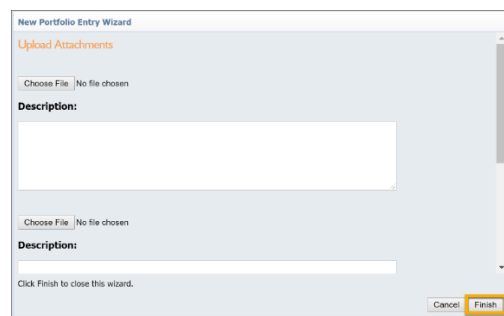 New Portfolio Entry Wizard
Upload Attachments
Choose File No file chosen
Description:
Choose File No file chosen
Description:
Click Finish to close this wizard.
Cancel Finish